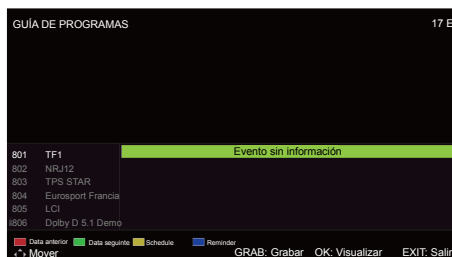 GUÍA DE PROGRAMAS 17 E
801 TF1 Evento sin información
802 NRJ12
803 TPS STAR
804 Eurosport Francia
805 LCI
806 Dolby D 5.1 Demo
Data anterior Data seguinte Schedule Reminder
Mover GRAB: Grabar OK: Visualizar EXIT: Salir